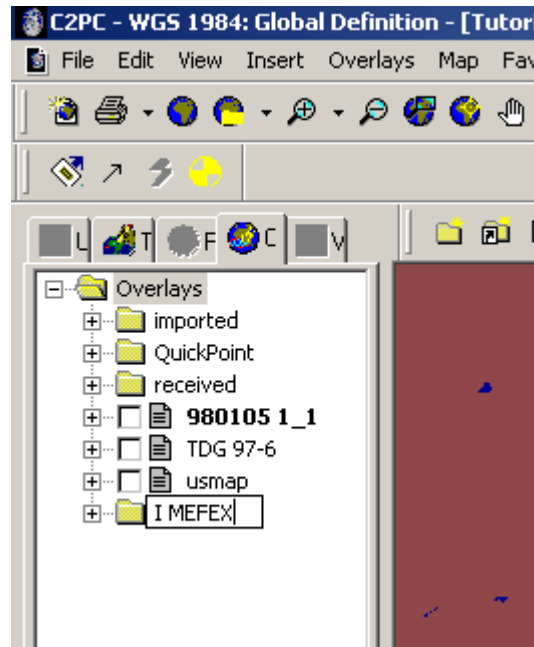 C2PC - WGS 1984: Global Definition - [Tutor
File Edit View Insert Overlays Map Fav
L T F C V
Overlays
imported
QuickPoint
received
980105 1_1
TDG 97-6
usmap
I MEFEX